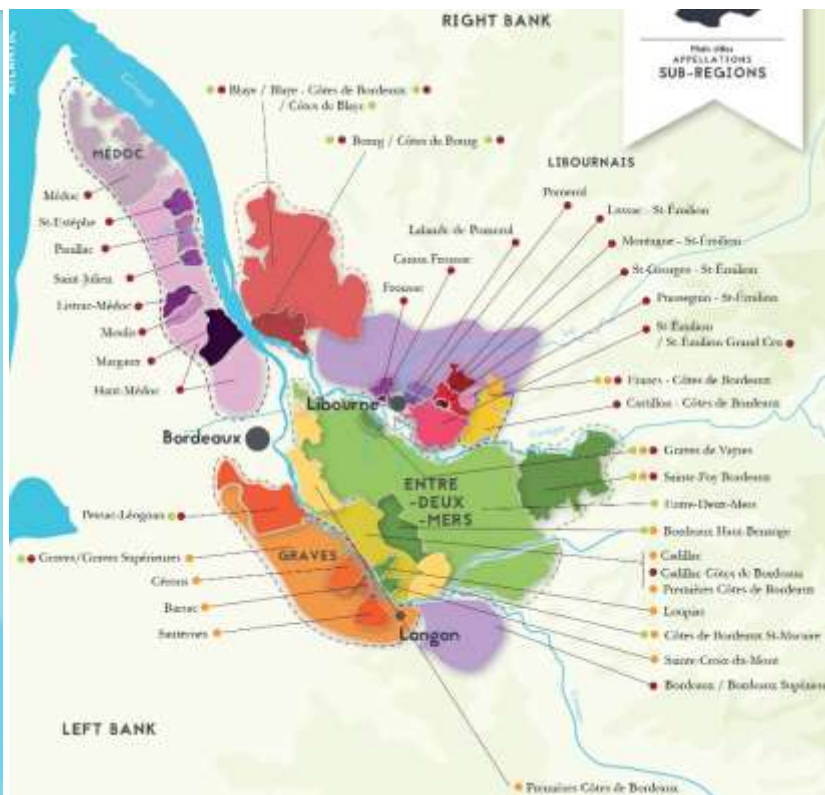 RIGHT BANK
Main cities
APPELLATIONS
SUB-REGIONS
ATLANTIC
Blaye / Blaye - Côtes de Bordeaux
/ Côtes de Blaye
Bourg / Côtes de Bourg
LIBOURNAIS
Pomerol
Lussac - St-Émilion
Lalande de Pomerol
Montagne - St-Émilion
Canon Fronsac
St-Georges - St-Émilion
Fronsac
Puisseguin - St-Émilion
St-Émilion
/ St-Émilion Grand Cru
MÉDOC
Médoc
St-Estèphe
Pauillac
Saint-Julien
Listrac-Médoc
Moulis
Margaux
Haut-Médoc
Francs - Côtes de Bordeaux
Libourne
Castillon - Côtes de Bordeaux
Bordeaux
Graves de Vayres
Sainte-Foy Bordeaux
ENTRE
-DEUX
-MERS
Entre-Deux-Mers
Pessac-Léognan
Bordeaux Haut-Benauge
GRAVES
Graves/Graves Supérieures
Cadillac
Cadillac Côtes de Bordeaux
Premières Côtes de Bordeaux
Cérons
Barsac
Loupiac
Sauternes
Langon
Côtes de Bordeaux St-Macaire
Sainte-Croix-du-Mont
Bordeaux / Bordeaux Supérieur
LEFT BANK
Premières Côtes de Bordeaux